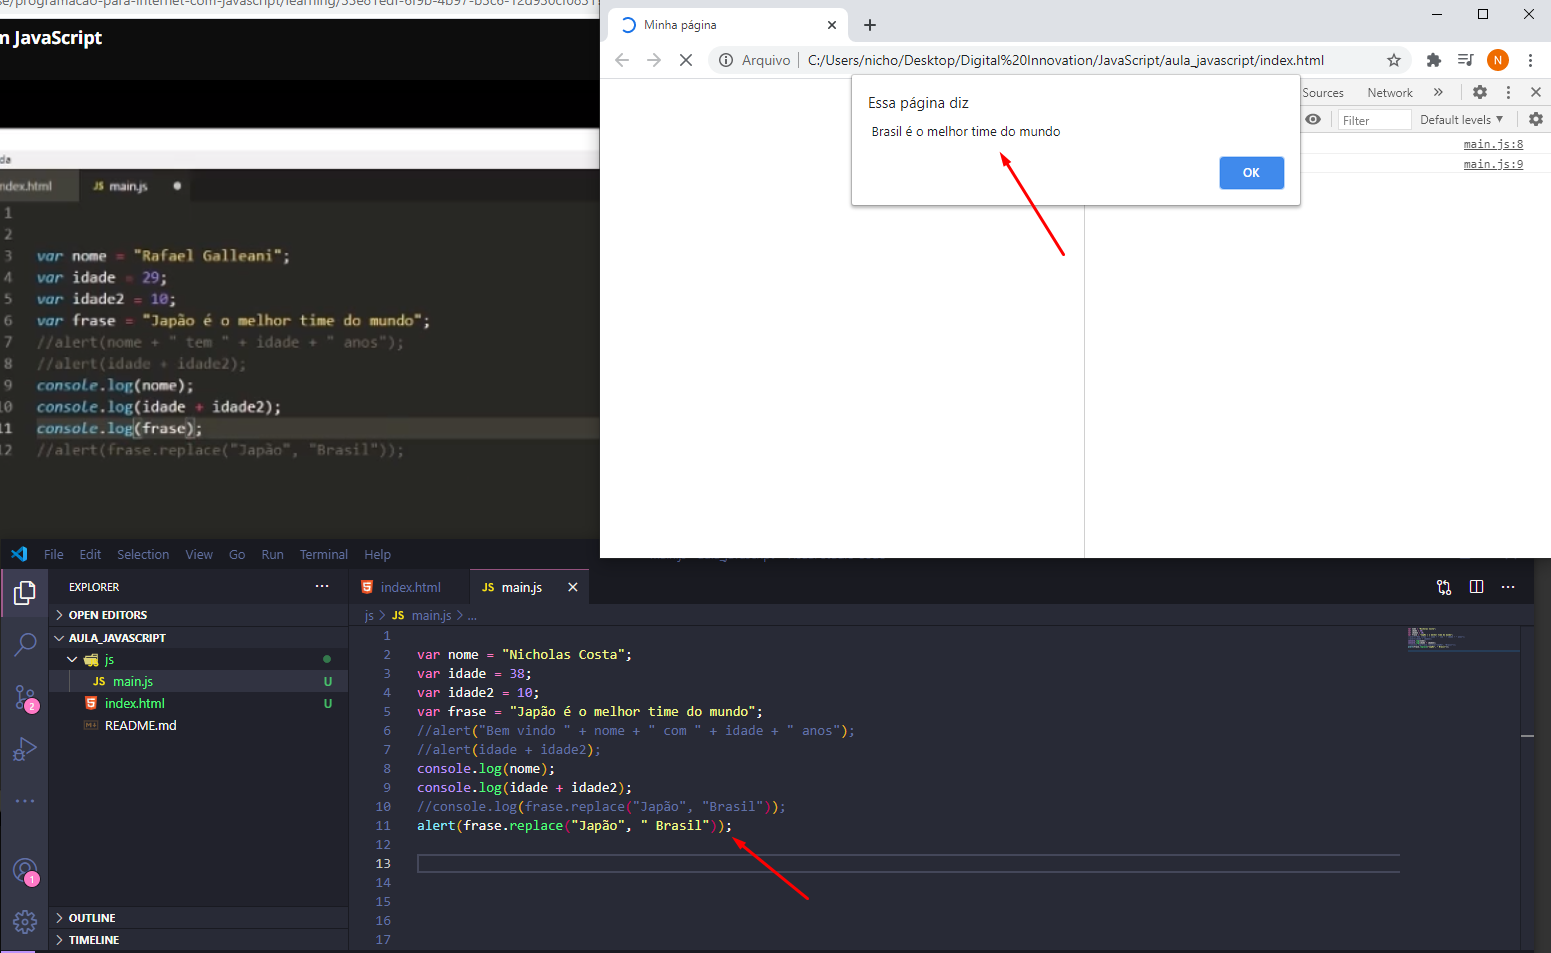 n JavaScript
da
ndex.html
JS main.js
1
2
3 var nome = "Rafael Galleani";
4 var idade = 29;
5 var idade2 = 10;
6 var frase = "Japão é o melhor time do mundo";
7 //alert(nome + " tem " + idade + " anos");
8 //alert(idade + idade2);
9 console.log(nome);
10 console.log(idade + idade2);
11 console.log(frase);
12 //alert(frase.replace("Japão", "Brasil"));
Minha página
Arquivo
C:/Users/nicho/Desktop/Digital%20Innovation/JavaScript/aula_javascript/index.html
N
Essa página diz
Brasil é o melhor time do mundo
OK
Sources
Network
Filter
Default levels
main.js:8
main.js:9
File Edit Selection View Go Run Terminal Help
EXPLORER
OPEN EDITORS
AULA_JAVASCRIPT
js
JS main.js U
index.html U
README.md
2
1
OUTLINE
TIMELINE
index.html
JS main.js
js > JS main.js > ...
1
2 var nome = "Nicholas Costa";
3 var idade = 38;
4 var idade2 = 10;
5 var frase = "Japão é o melhor time do mundo";
6 //alert("Bem vindo " + nome + " com " + idade + " anos");
7 //alert(idade + idade2);
8 console.log(nome);
9 console.log(idade + idade2);
10 //console.log(frase.replace("Japão", "Brasil"));
11 alert(frase.replace("Japão", " Brasil"));
12
13
14
15
16
17